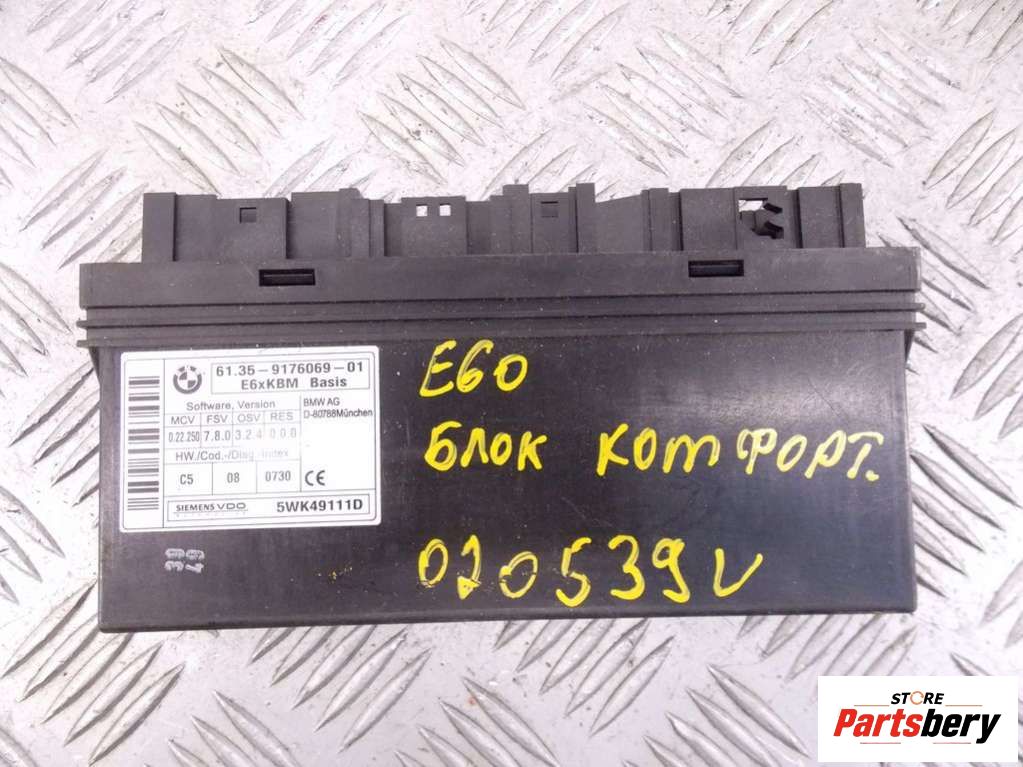 61.35-9176069-01
E6xKBM Basis
Software, Version
MCV FSV OSV RES
0.22.250 7.8.0 3.2.4 0.0.0
BMW AG
D-80788München
HW./Cod.-/Diag.-Index
C5 08 0730 CE
SIEMENS VDO 5WK49111D
E60
БЛОК КОМФОРТ.
020539V
STORE
Partsbery